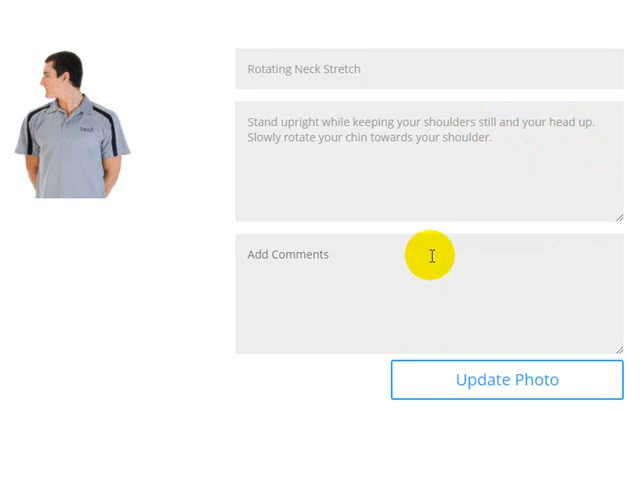 Rotating Neck Stretch
Stand upright while keeping your shoulders still and your head up.
Slowly rotate your chin towards your shoulder.
Add Comments
Update Photo